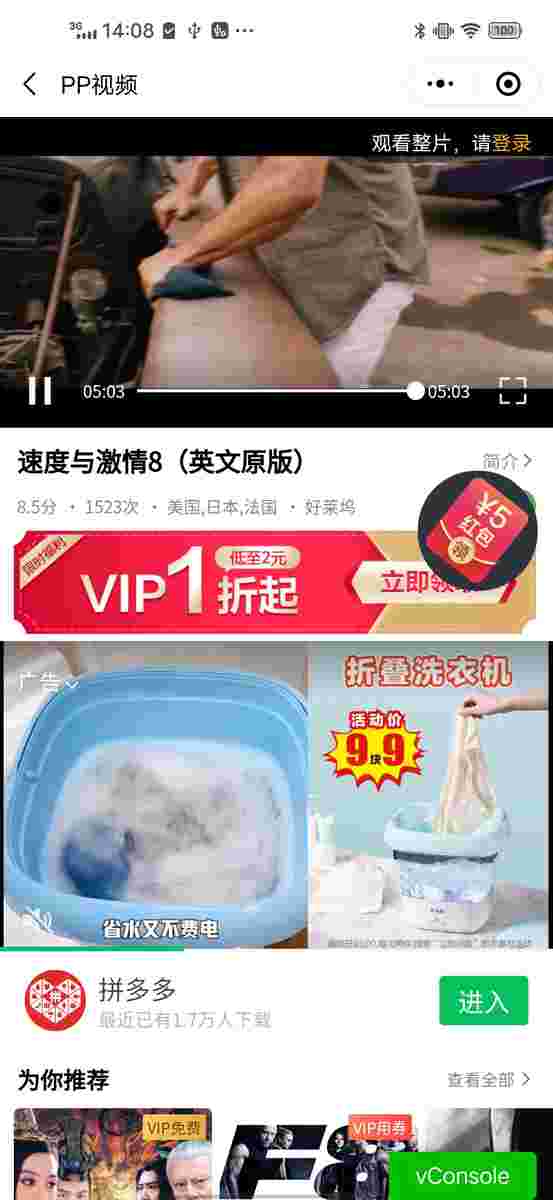 3G 14:08 100
PP视频
观看整片，请登录
05:03 05:03
速度与激情8（英文原版）
简介
8.5分 · 1523次 · 美国,日本,法国 · 好莱坞
¥5
红包
领
限时福利
VIP1折起
低至2元
立即领
广告
折叠洗衣机
活动价
9块9
省水又不费电
拼多多
最近已有1.7万人下载
进入
为你推荐
查看全部
VIP免费
VIP用券
F8
vConsole